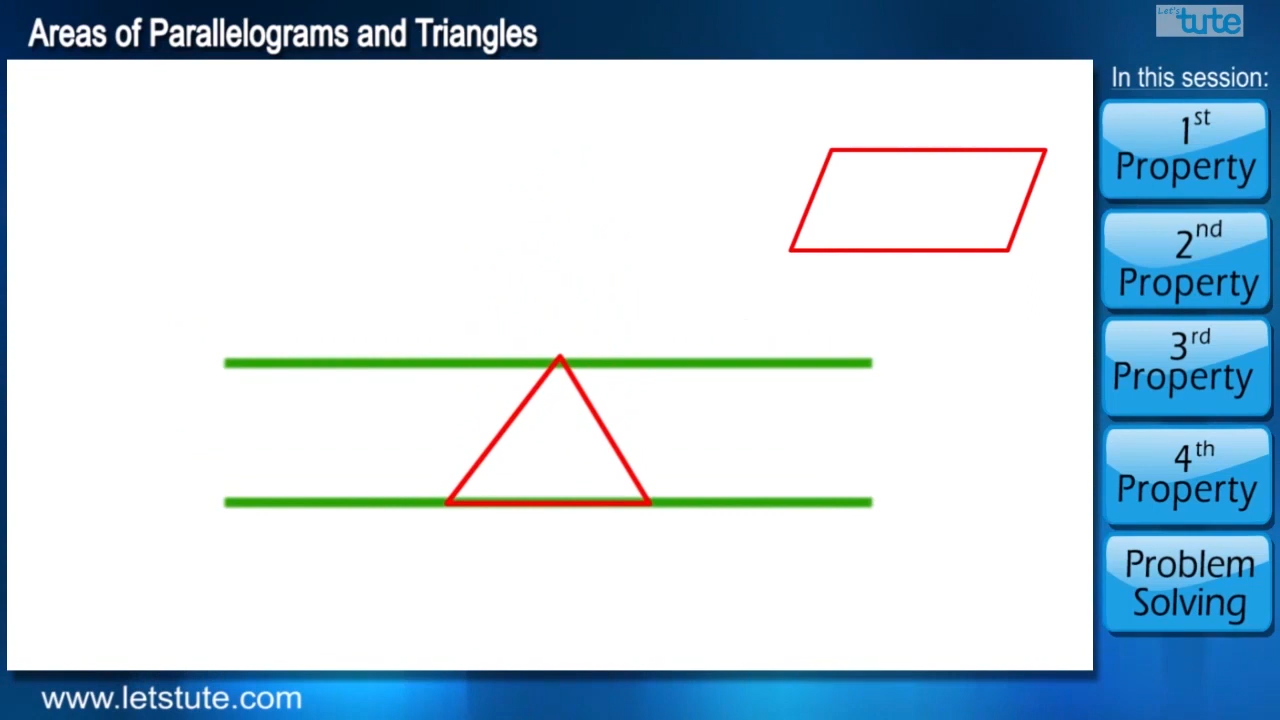 Areas of Parallelograms and Triangles
Let's
tute
In this session:
1st
Property
2nd
Property
3rd
Property
4th
Property
Problem
Solving
www.letstute.com